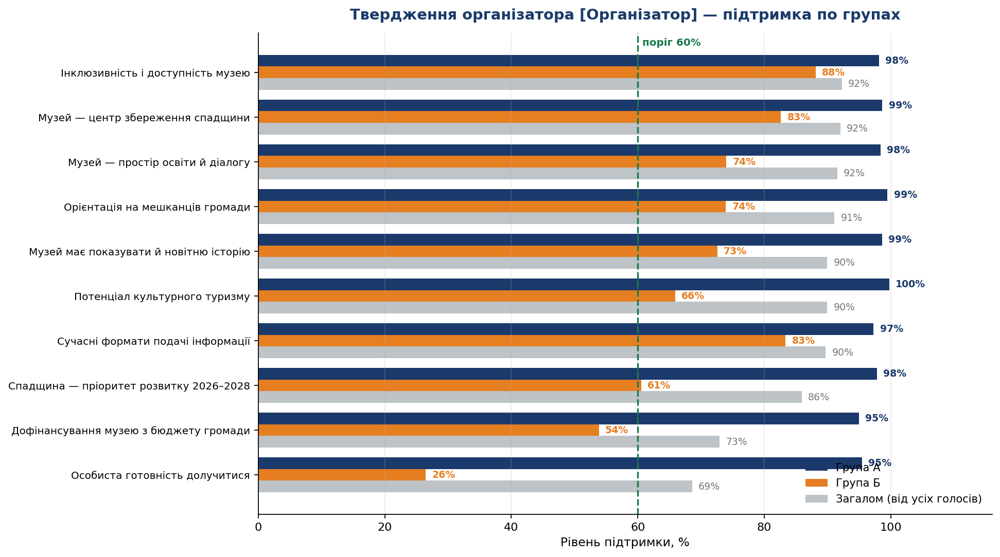 Твердження організатора [Організатор] — підтримка по групах
поріг 60%
Інклюзивність і доступність музею
98%
88%
92%
Музей — центр збереження спадщини
99%
83%
92%
Музей — простір освіти й діалогу
98%
74%
92%
Орієнтація на мешканців громади
99%
74%
91%
Музей має показувати й новітню історію
99%
73%
90%
Потенціал культурного туризму
100%
66%
90%
Сучасні формати подачі інформації
97%
83%
90%
Спадщина — пріоритет розвитку 2026–2028
98%
61%
86%
Дофінансування музею з бюджету громади
95%
54%
73%
Особиста готовність долучитися
95%
26%
69%
Група А
Група Б
Загалом (від усіх голосів)
0 20 40 60 80 100
Рівень підтримки, %